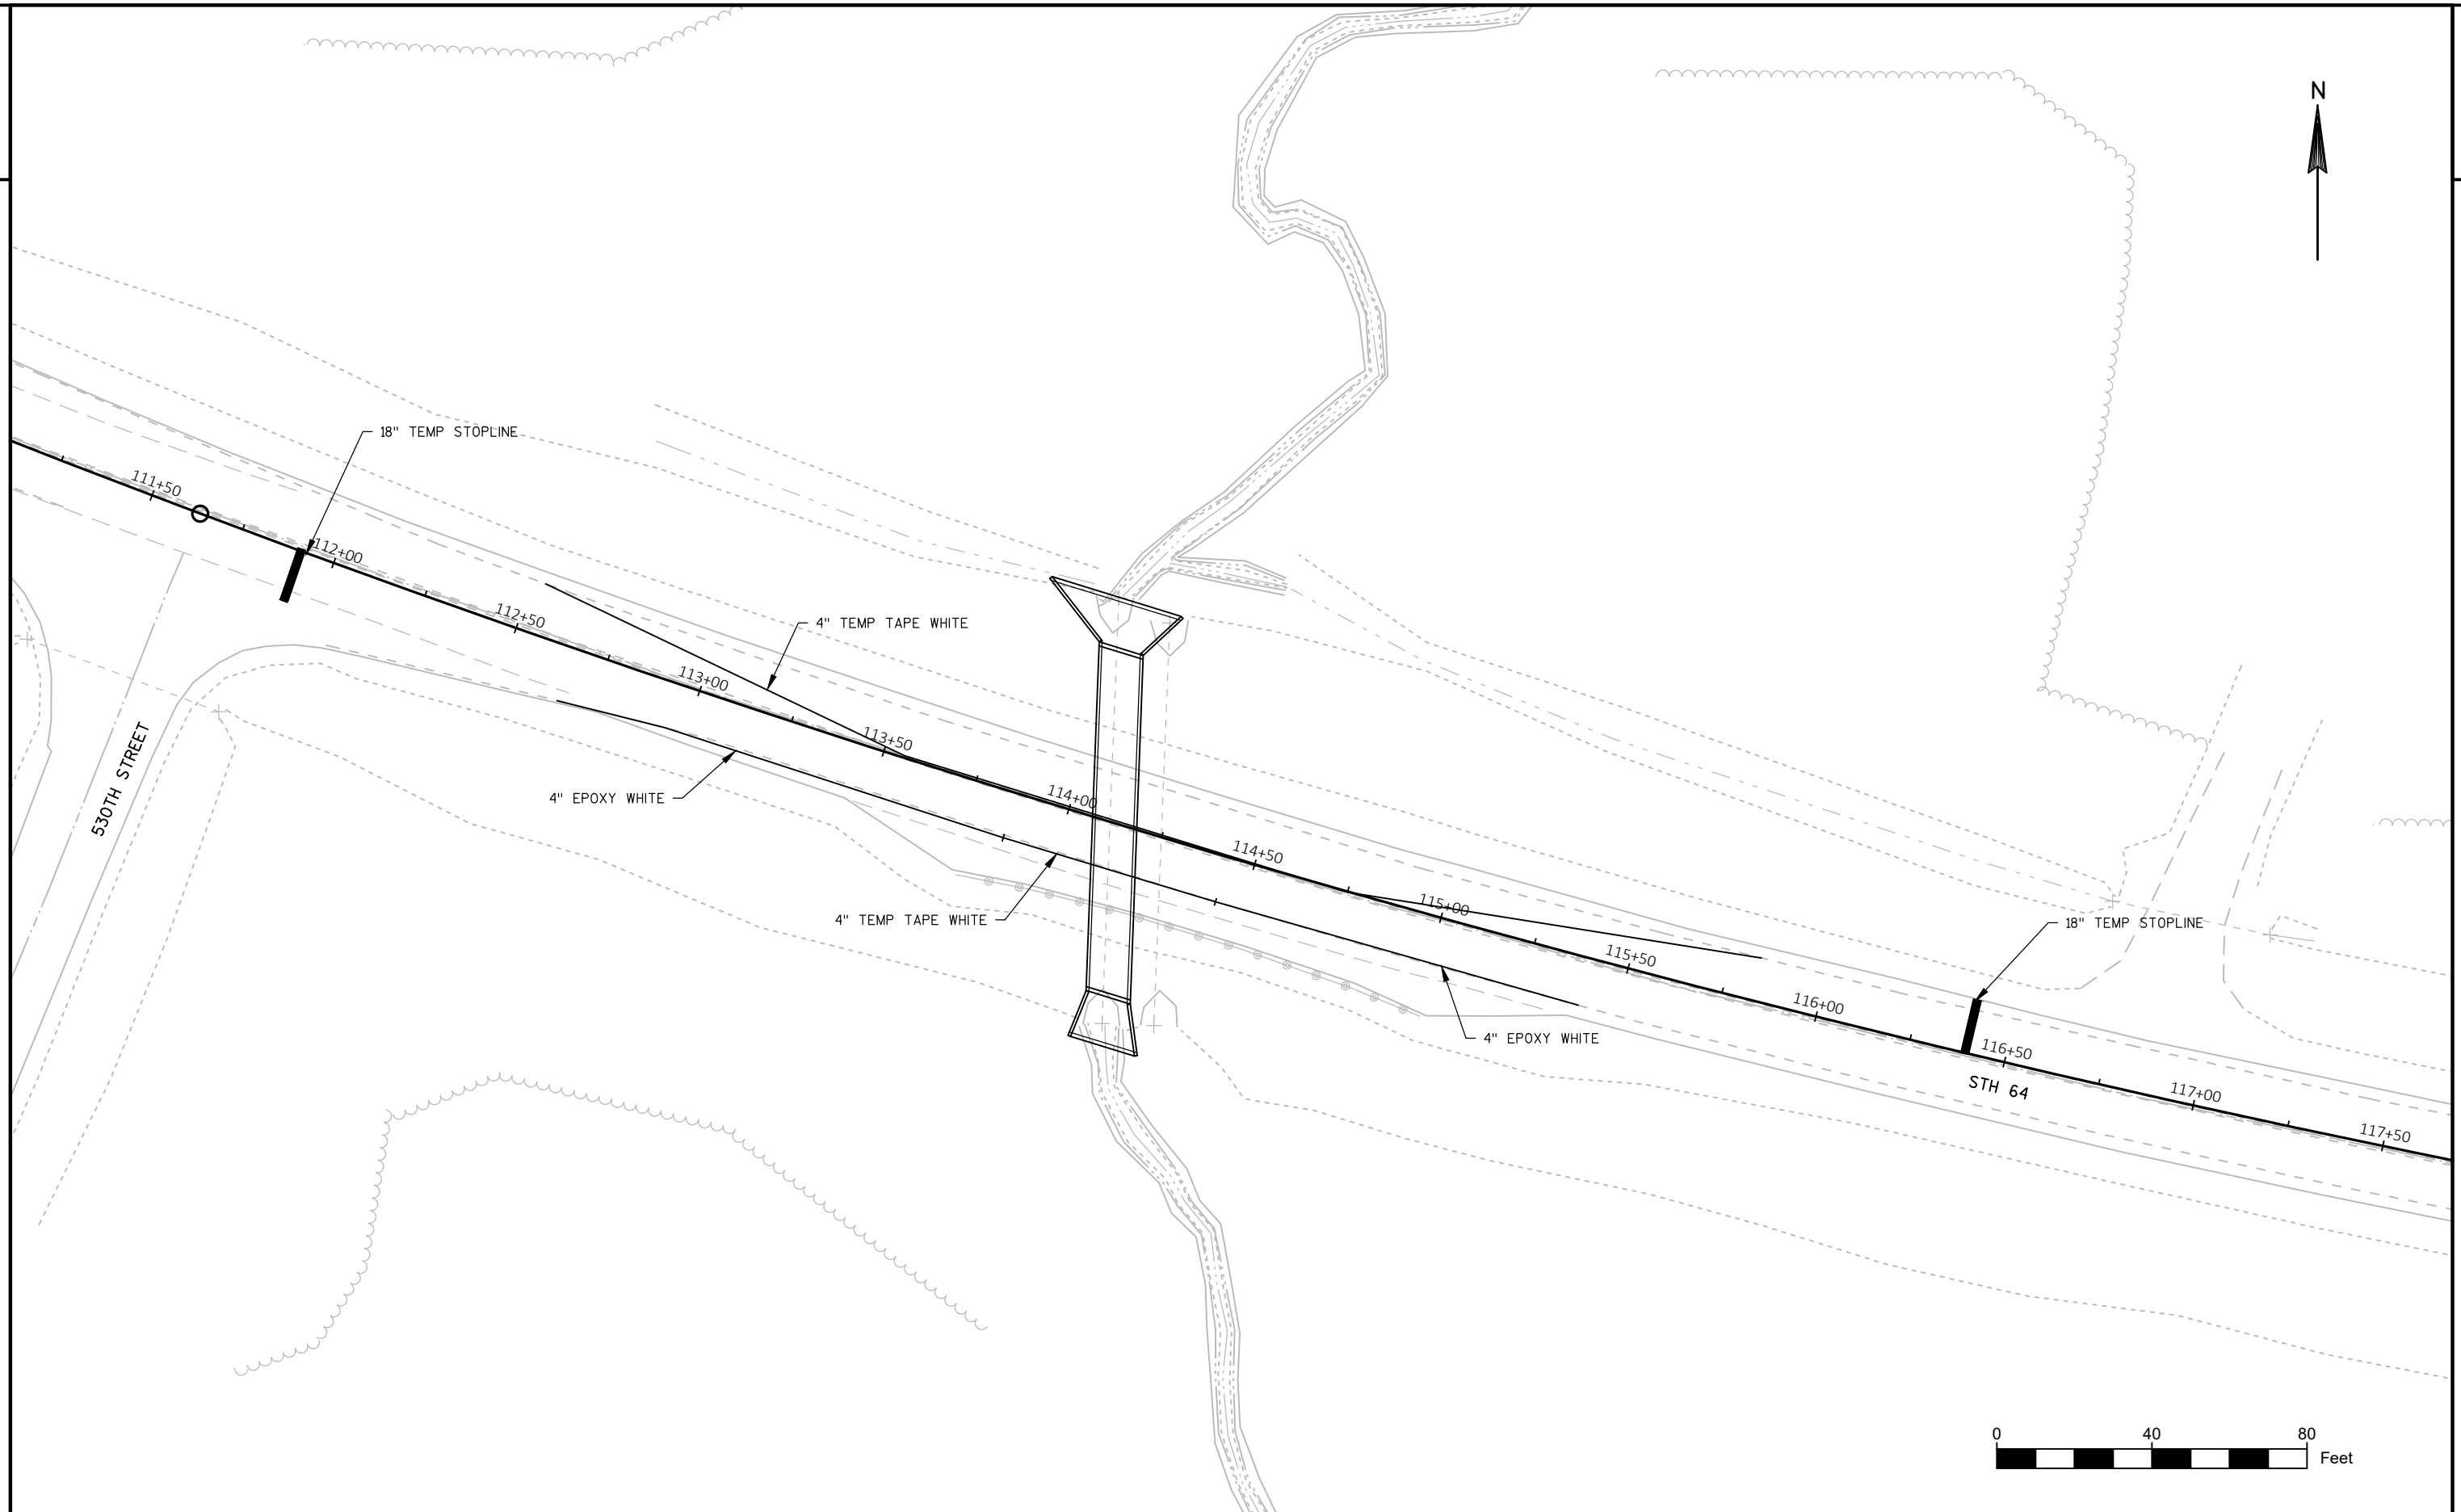 N
18" TEMP STOPLINE
111+50
112+00
112+50
4" TEMP TAPE WHITE
113+00
113+50
530TH STREET
4" EPOXY WHITE
114+00
114+50
4" TEMP TAPE WHITE
115+00
18" TEMP STOPLINE
115+50
116+00
4" EPOXY WHITE
116+50
STH 64
117+00
117+50
0 40 80
Feet